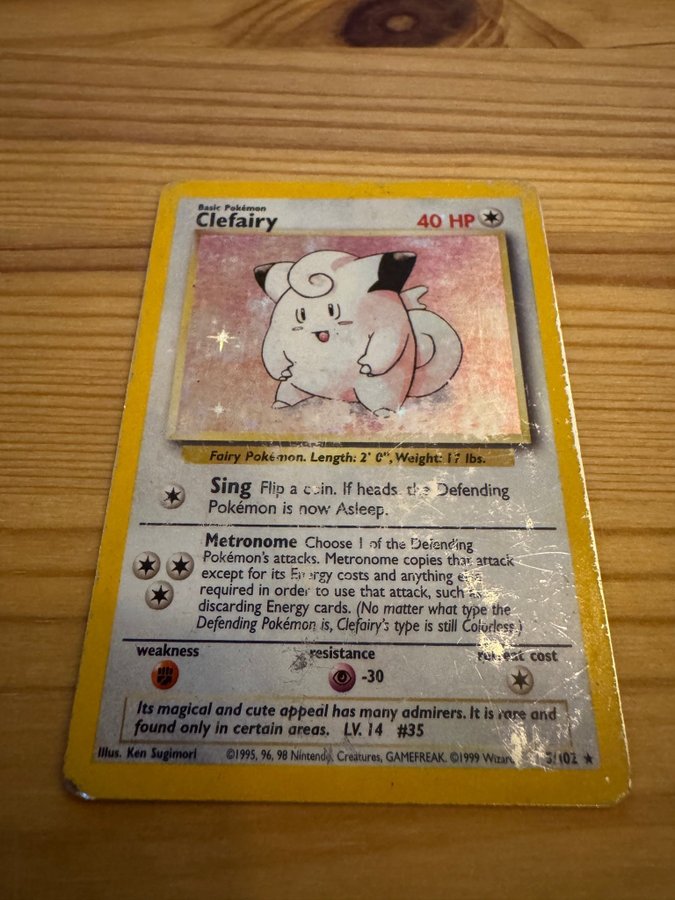 Basic Pokémon
Clefairy
40 HP
Fairy Pokémon. Length: 2' 0", Weight: 17 lbs.
Sing Flip a coin. If heads, the Defending
Pokémon is now Asleep.
Metronome Choose 1 of the Defending
Pokémon's attacks. Metronome copies that attack
except for its Energy costs and anything
required in order to use that attack, such as
discarding Energy cards. (No matter what type the
Defending Pokémon is, Clefairy's type is still Colorless.)
weakness
resistance
retreat cost
-30
Its magical and cute appeal has many admirers. It is rare and
found only in certain areas. LV. 14 #35
Illus. Ken Sugimori
©1995, 96, 98 Nintendo, Creatures, GAMEFREAK. ©1999 /102 ★